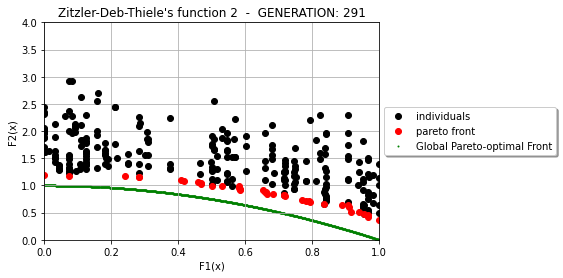 Zitzler-Deb-Thiele's function 2 - GENERATION: 291
4.0
3.5
3.0
2.5
2.0
1.5
1.0
0.5
0.0
F2(x)
0.0 0.2 0.4 0.6 0.8 1.0
F1(x)
individuals
pareto front
Global Pareto-optimal Front